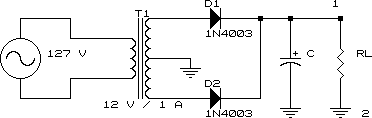 D1
T1
1
1N4003
127 V
+ C
RL
D2
12 V / 1 A
1N4003
2